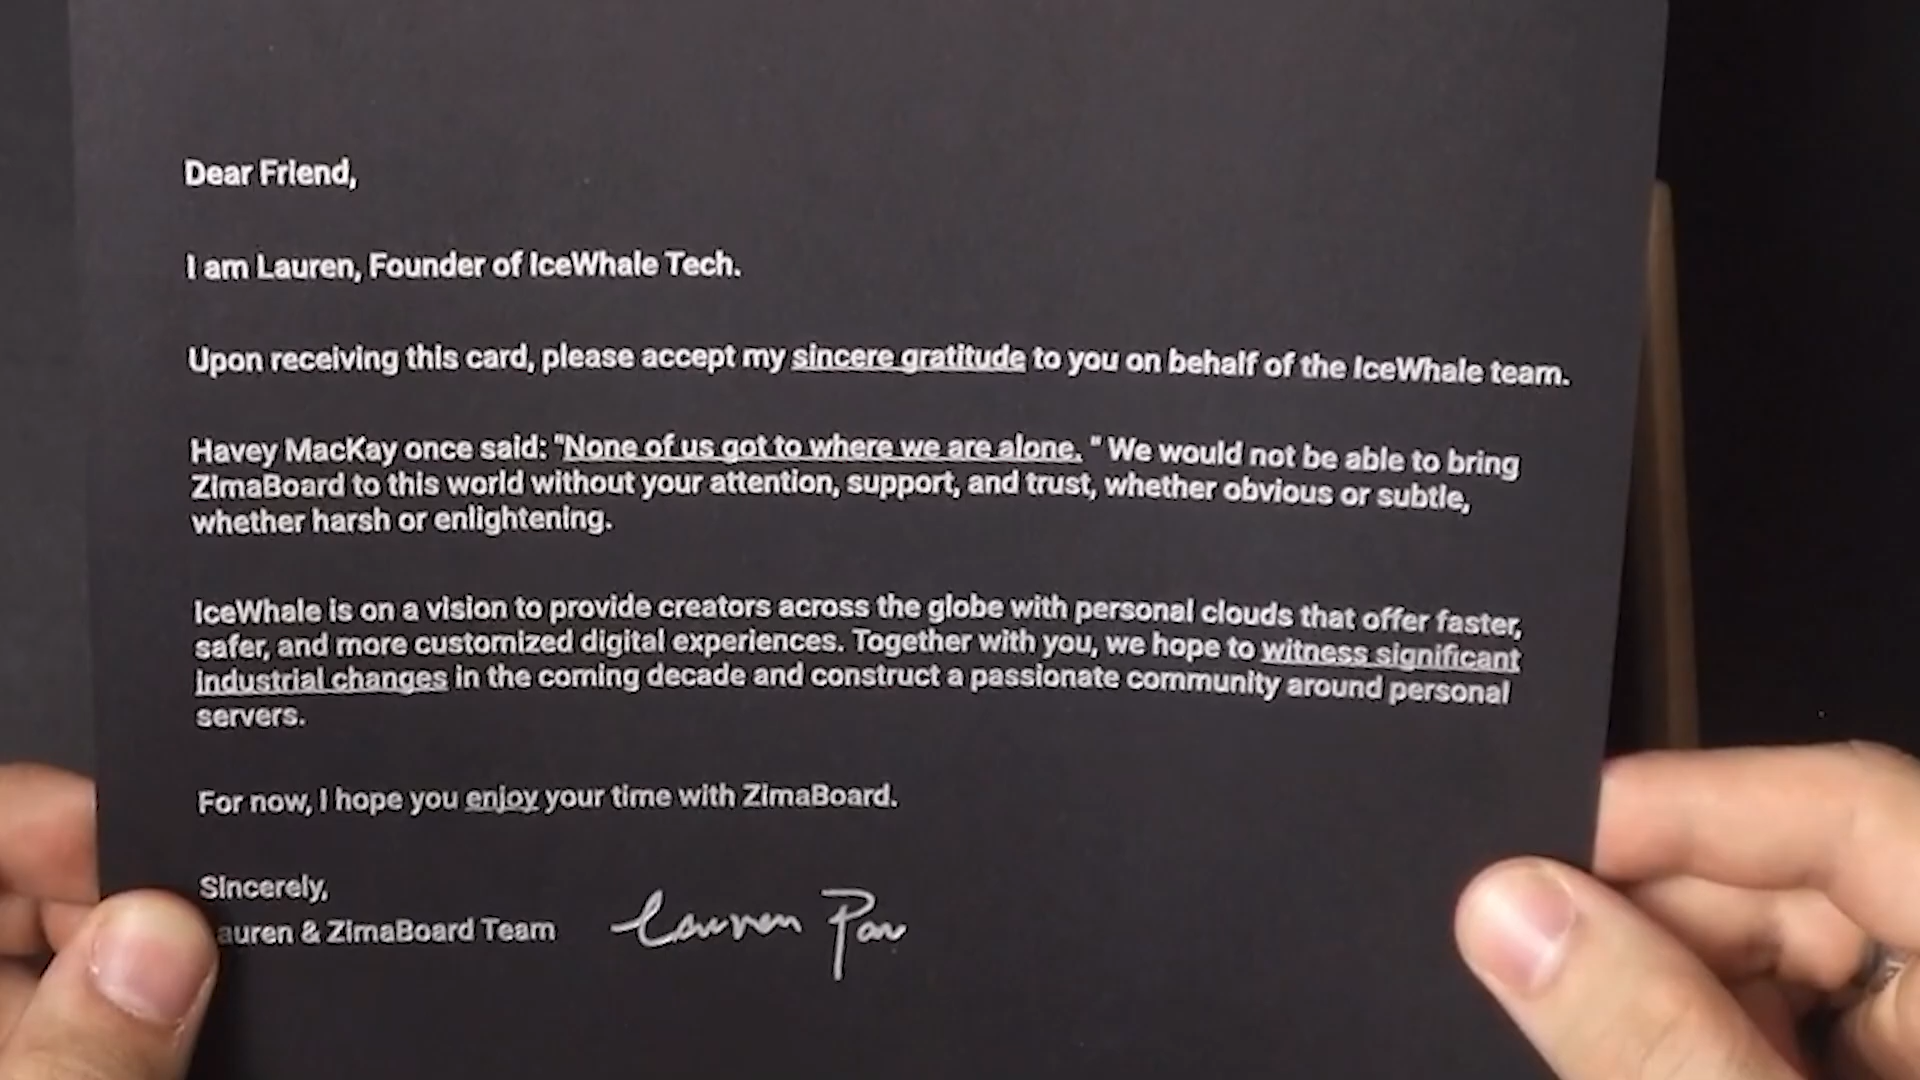 Dear Friend,
I am Lauren, Founder of IceWhale Tech.
Upon receiving this card, please accept my sincere gratitude to you on behalf of the IceWhale team.
Havey MacKay once said: "None of us got to where we are alone. " We would not be able to bring
ZimaBoard to this world without your attention, support, and trust, whether obvious or subtle,
whether harsh or enlightening.
IceWhale is on a vision to provide creators across the globe with personal clouds that offer faster,
safer, and more customized digital experiences. Together with you, we hope to witness significant
industrial changes in the coming decade and construct a passionate community around personal
servers.
For now, I hope you enjoy your time with ZimaBoard.
Sincerely,
auren & ZimaBoard Team
Lauren Pan